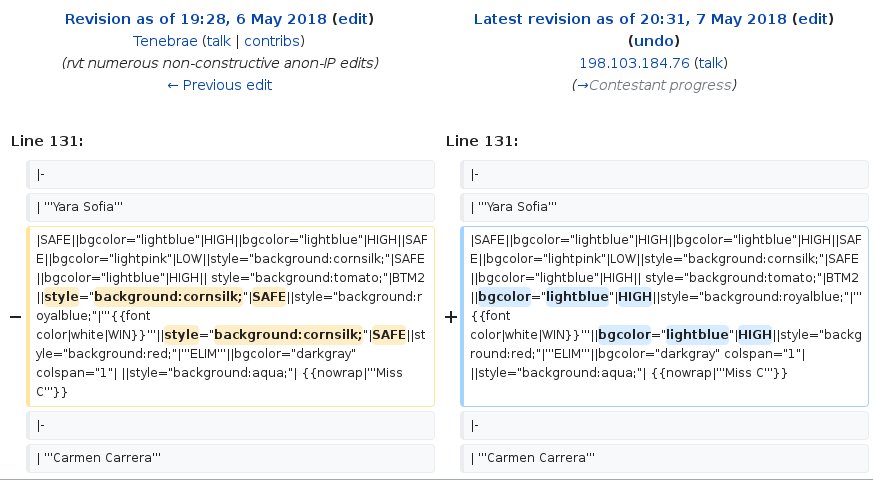 Revision as of 19:28, 6 May 2018 (edit)
Tenebrae (talk | contribs)
(rvt numerous non-constructive anon-IP edits)
← Previous edit
Latest revision as of 20:31, 7 May 2018 (edit)
(undo)
198.103.184.76 (talk)
(→Contestant progress)
Line 131:
Line 131:
|-
|-
| '''Yara Sofia'''
| '''Yara Sofia'''
− |SAFE||bgcolor="lightblue"|HIGH||bgcolor="lightblue"|HIGH||SAF
E||bgcolor="lightpink"|LOW||style="background:cornsilk;"|SAFE
||bgcolor="lightblue"|HIGH|| style="background:tomato;"|BTM2
||style="background:cornsilk;"|SAFE||style="background:r
oyalblue;"|'''{{font
color|white|WIN}}'''||style="background:cornsilk;"|SAFE||st
yle="background:red;"|'''ELIM'''||bgcolor="darkgray"
colspan="1"| ||style="background:aqua;"| {{nowrap|'''Miss
C'''}}
+ |SAFE||bgcolor="lightblue"|HIGH||bgcolor="lightblue"|HIGH||SAF
E||bgcolor="lightpink"|LOW||style="background:cornsilk;"|SAFE
||bgcolor="lightblue"|HIGH|| style="background:tomato;"|BTM2
||bgcolor="lightblue"|HIGH||style="background:royalblue;"|'''
{{font
color|white|WIN}}'''||bgcolor="lightblue"|HIGH||style="backg
round:red;"|'''ELIM'''||bgcolor="darkgray" colspan="1"|
||style="background:aqua;"| {{nowrap|'''Miss C'''}}
|-
|-
| '''Carmen Carrera'''
| '''Carmen Carrera'''